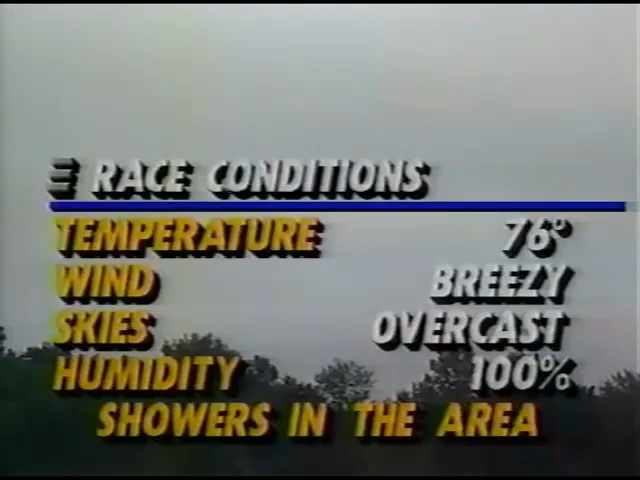 RACE CONDITIONS
TEMPERATURE 76°
WIND BREEZY
SKIES OVERCAST
HUMIDITY 100%
SHOWERS IN THE AREA